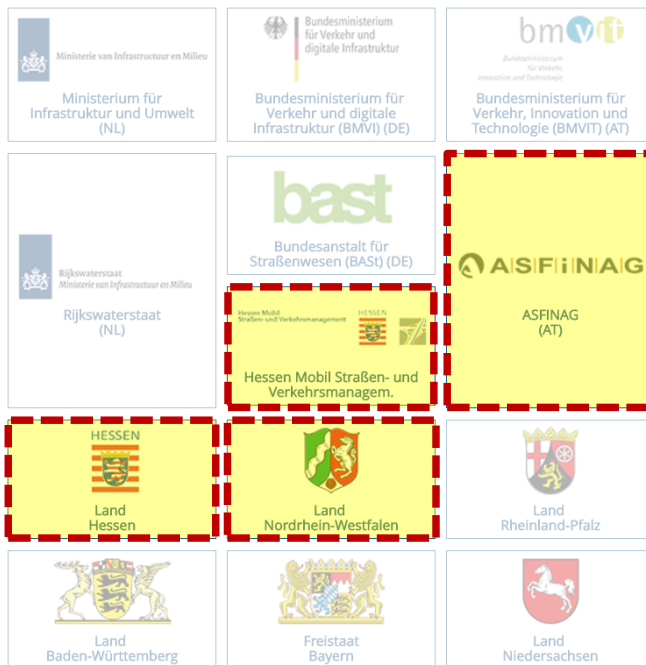 Ministerie van Infrastructuur en Milieu
Ministerium für
Infrastruktur und Umwelt
(NL)
Bundesministerium
für Verkehr und
digitale Infrastruktur
Bundesministerium für
Verkehr und digitale
Infrastruktur (BMVI) (DE)
bmvit
Bundesministerium
für Verkehr,
Innovation und Technologie
Bundesministerium für
Verkehr, Innovation und
Technologie (BMVIT) (AT)
Rijkswaterstaat
Ministerie van Infrastructuur en Milieu
Rijkswaterstaat
(NL)
bast
Bundesanstalt für
Straßenwesen (BASt) (DE)
ASFiNAG
ASFINAG
(AT)
Hessen Mobil
Straßen- und Verkehrsmanagement
HESSEN
Hessen Mobil Straßen- und
Verkehrsmanagem.
HESSEN
Land
Hessen
Land
Nordrhein-Westfalen
Land
Rheinland-Pfalz
Land
Baden-Württemberg
Freistaat
Bayern
Land
Niedersachsen